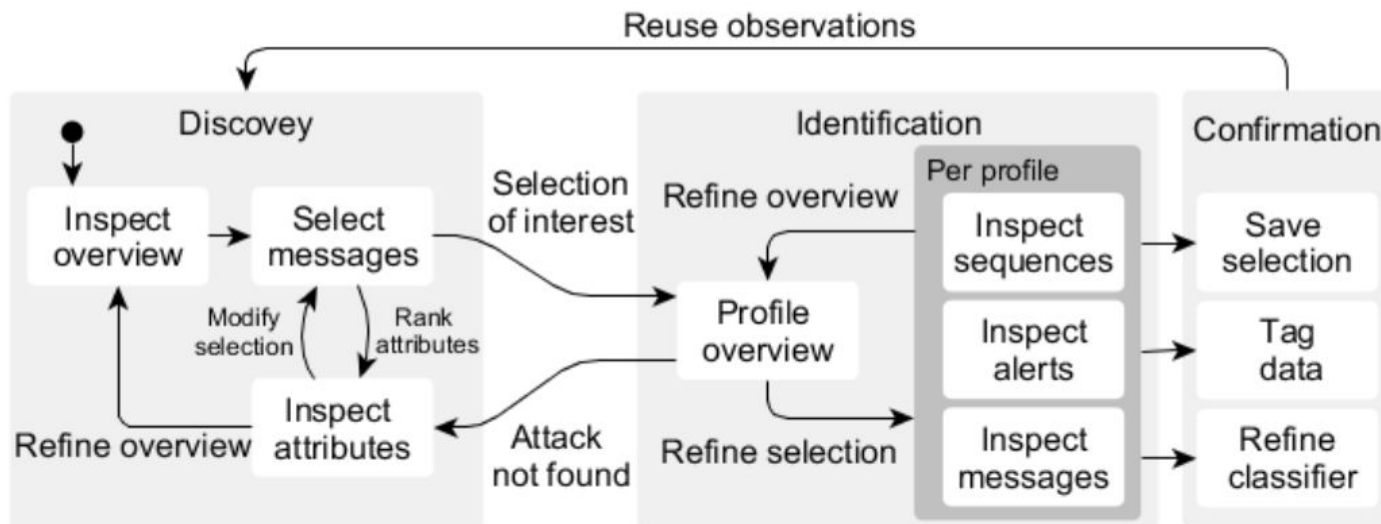 Reuse observations
Discovey
Identification
Confirmation
Inspect
overview
Select
messages
Selection
of interest
Modify
selection
Rank
attributes
Inspect
attributes
Refine overview
Attack
not found
Profile
overview
Refine overview
Refine selection
Per profile
Inspect
sequences
Inspect
alerts
Inspect
messages
Save
selection
Tag
data
Refine
classifier